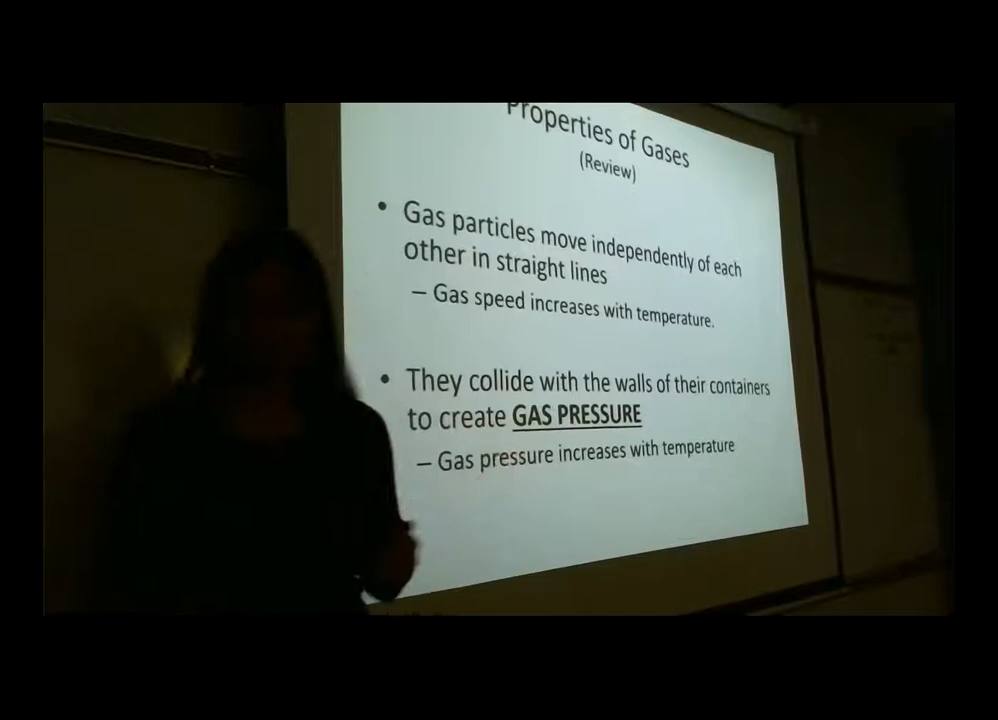 Properties of Gases
(Review)
• Gas particles move independently of each
other in straight lines
– Gas speed increases with temperature.
• They collide with the walls of their containers
to create GAS PRESSURE
– Gas pressure increases with temperature